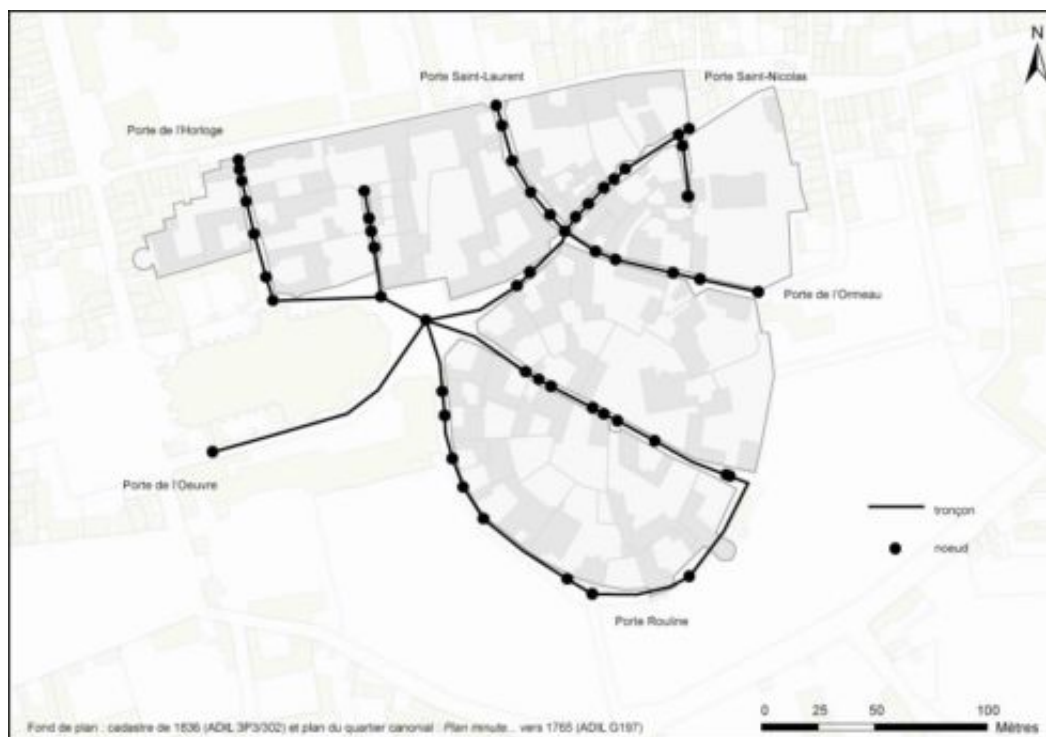 N
Porte Saint-Laurent
Porte Saint-Nicolas
Porte de l'Horloge
Porte de l'Ormeau
Porte de l'Oeuvre
tronçon
noeud
Porte Rouline
0 25 50 100
Mètres
Fond de plan : cadastre de 1836 (ADIL 3P3/302) et plan du quartier canonial : Plan minute... vers 1765 (ADIL G197)